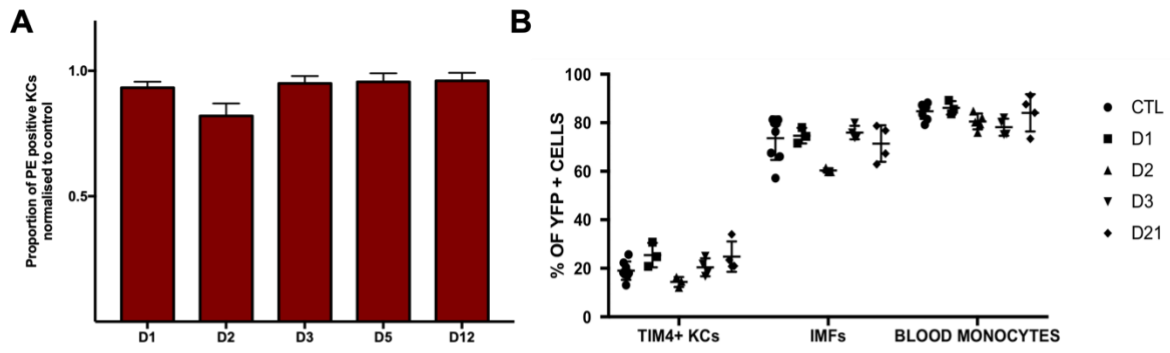 A
Proportion of PE positive KCs
normalised to control
1.0
0.5
D1 D2 D3 D5 D12
B
% OF YFP + CELLS
100
80
60
40
20
0
TIM4+ KCs IMFs BLOOD MONOCYTES
CTL
D1
D2
D3
D21